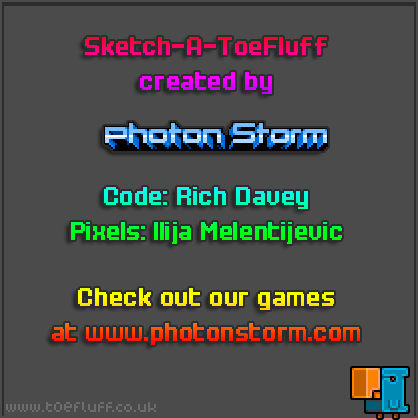 Sketch-A-ToeFluff
created by
Photon Storm
Code: Rich Davey
Pixels: Ilija Melentijevic
Check out our games
at www.photonstorm.com
www.toefluff.co.uk